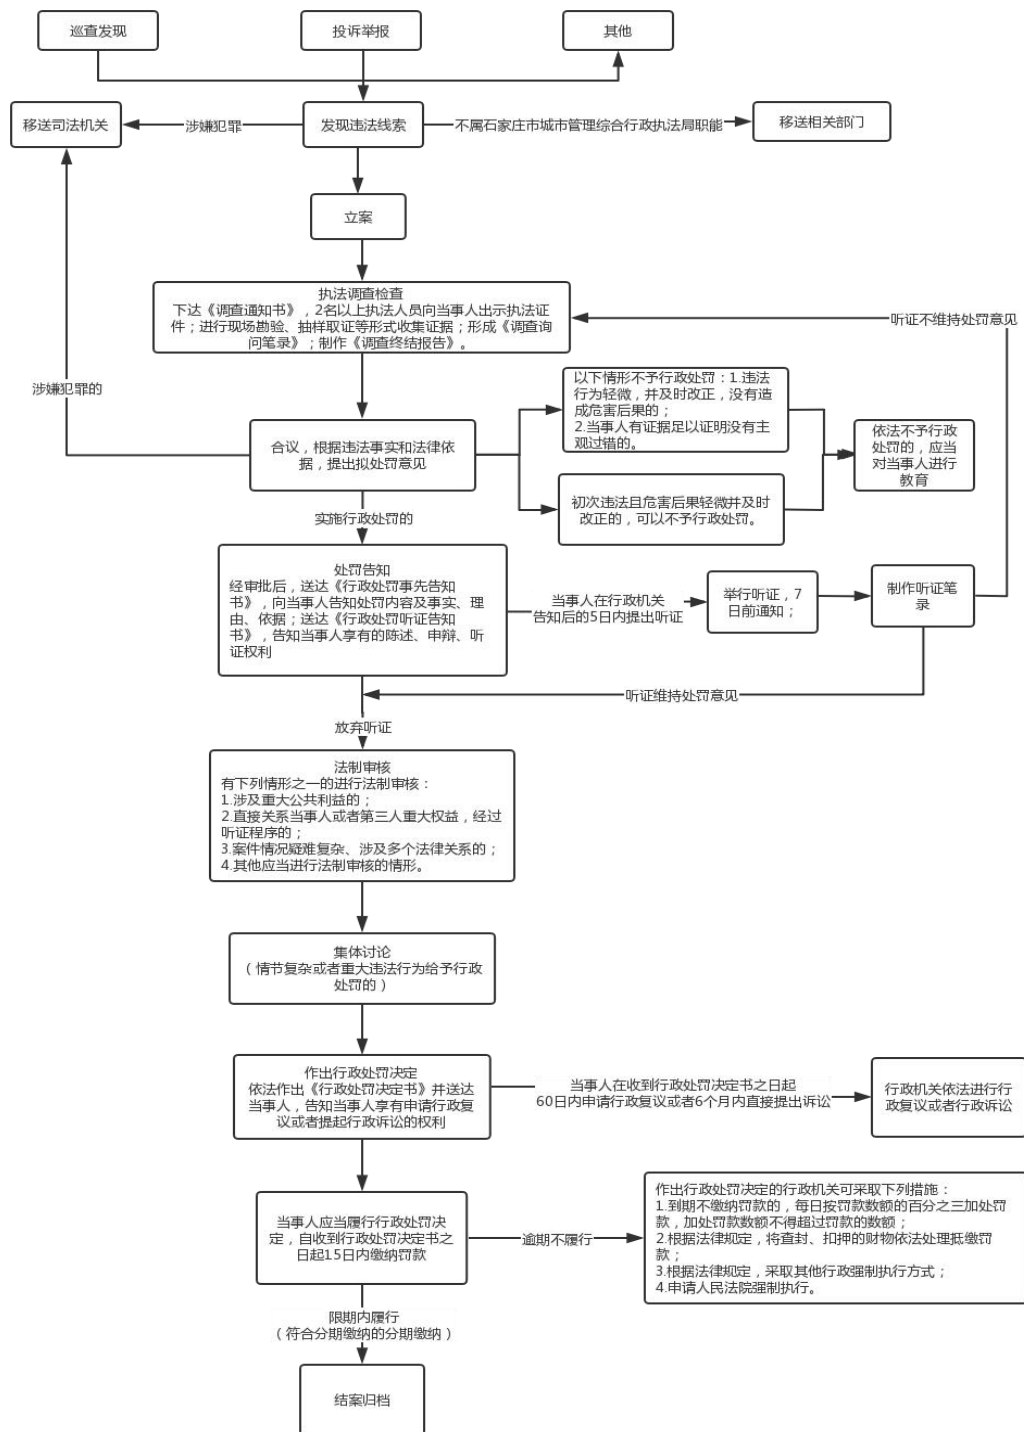 巡查发现
投诉举报
其他
移送司法机关
涉嫌犯罪
发现违法线索
不属石家庄市城市管理综合行政执法局职能
移送相关部门
立案
执法调查检查
下达《调查通知书》，2名以上执法人员向当事人出示执法证
件；进行现场勘验、抽样取证等形式收集证据；形成《调查询
问笔录》；制作《调查终结报告》。
听证不维持处罚意见
涉嫌犯罪的
合议，根据违法事实和法律依
据，提出拟处罚意见
以下情形不予行政处罚：1.违法
行为轻微，并及时改正，没有造
成危害后果的；
2.当事人有证据足以证明没有主
观过错的。
初次违法且危害后果轻微并及时
改正的，可以不予行政处罚。
依法不予行政
处罚的，应当
对当事人进行
教育
实施行政处罚的
处罚告知
经审批后，送达《行政处罚事先告知
书》，向当事人告知处罚内容及事实、理
由、依据；送达《行政处罚听证告知
书》，告知当事人享有的陈述、申辩、听
证权利
当事人在行政机关
告知后的5日内提出听证
举行听证，7
日前通知；
制作听证笔
录
听证维持处罚意见
放弃听证
法制审核
有下列情形之一的进行法制审核：
1.涉及重大公共利益的；
2.直接关系当事人或者第三人重大权益，经过
听证程序的；
3.案件情况疑难复杂、涉及多个法律关系的；
4.其他应当进行法制审核的情形。
集体讨论
（情节复杂或者重大违法行为给予行政
处罚的）
作出行政处罚决定
依法作出《行政处罚决定书》并送达
当事人，告知当事人享有申请行政复
议或者提起行政诉讼的权利
当事人在收到行政处罚决定书之日起
60日内申请行政复议或者6个月内直接提出诉讼
行政机关依法进行行
政复议或者行政诉讼
当事人应当履行行政处罚决
定，自收到行政处罚决定书之
日起15日内缴纳罚款
逾期不履行
作出行政处罚决定的行政机关可采取下列措施：
1.到期不缴纳罚款的，每日按罚款数额的百分之三加处罚
款，加处罚款数额不得超过罚款的数额；
2.根据法律规定，将查封、扣押的财物依法处理抵缴罚
款；
3.根据法律规定，采取其他行政强制执行方式；
4.申请人民法院强制执行。
限期内履行
（符合分期缴纳的分期缴纳）
结案归档